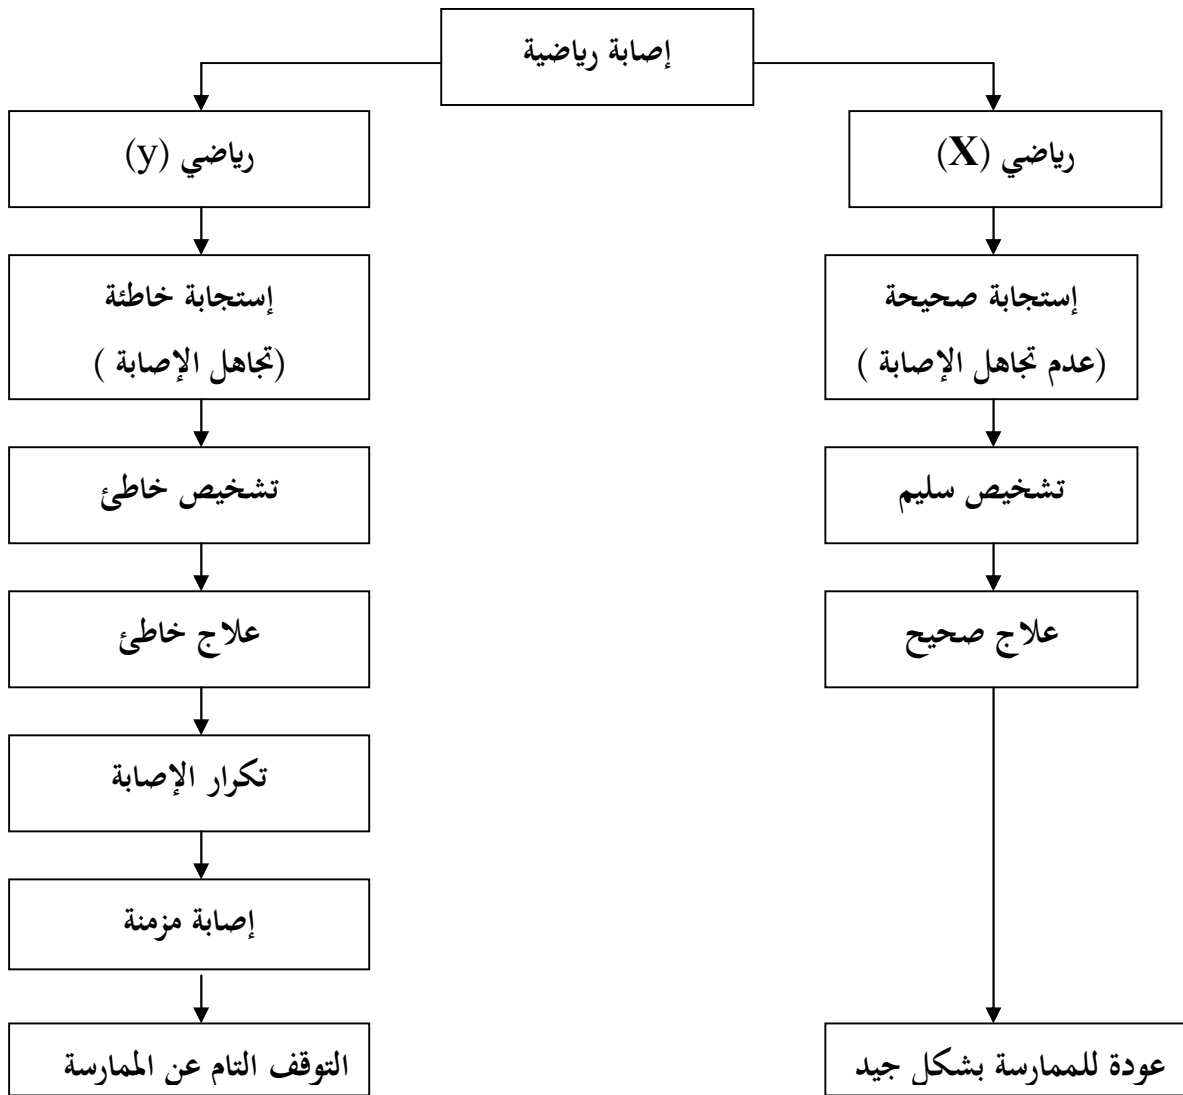 إصابة رياضية
رياضي (X)
رياضي (y)
إستجابة صحيحة
(عدم تجاهل الإصابة )
إستجابة خاطئة
(تجاهل الإصابة )
تشخيص سليم
تشخيص خاطئ
علاج صحيح
علاج خاطئ
تكرار الإصابة
إصابة مزمنة
عودة للممارسة بشكل جيد
التوقف التام عن الممارسة